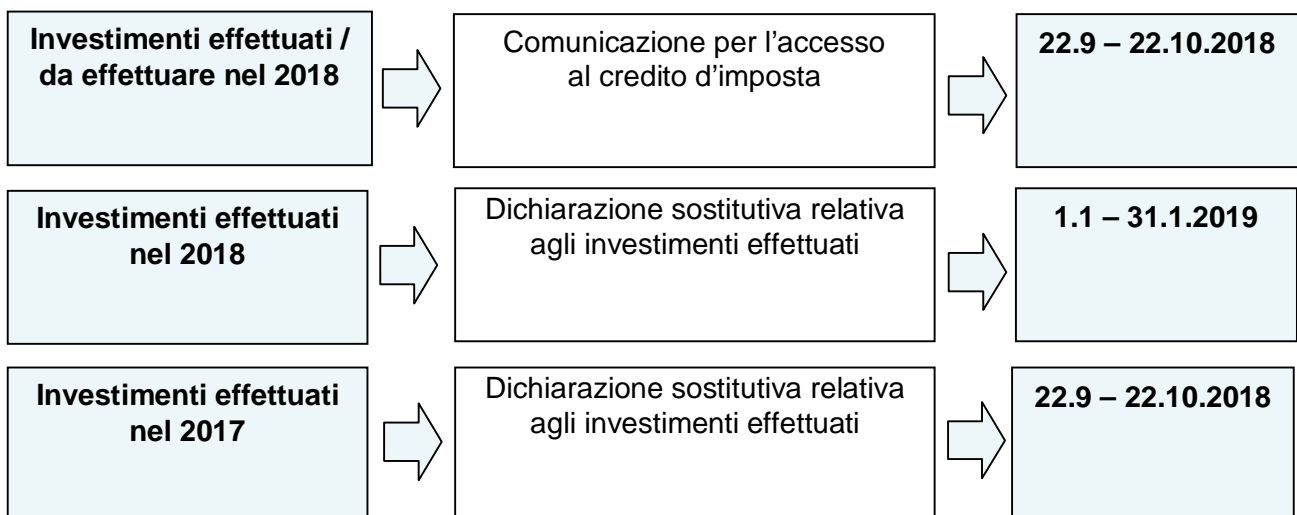 Investimenti effettuati /
da effettuare nel 2018
Comunicazione per l'accesso
al credito d'imposta
22.9 – 22.10.2018
Investimenti effettuati
nel 2018
Dichiarazione sostitutiva relativa
agli investimenti effettuati
1.1 – 31.1.2019
Investimenti effettuati
nel 2017
Dichiarazione sostitutiva relativa
agli investimenti effettuati
22.9 – 22.10.2018